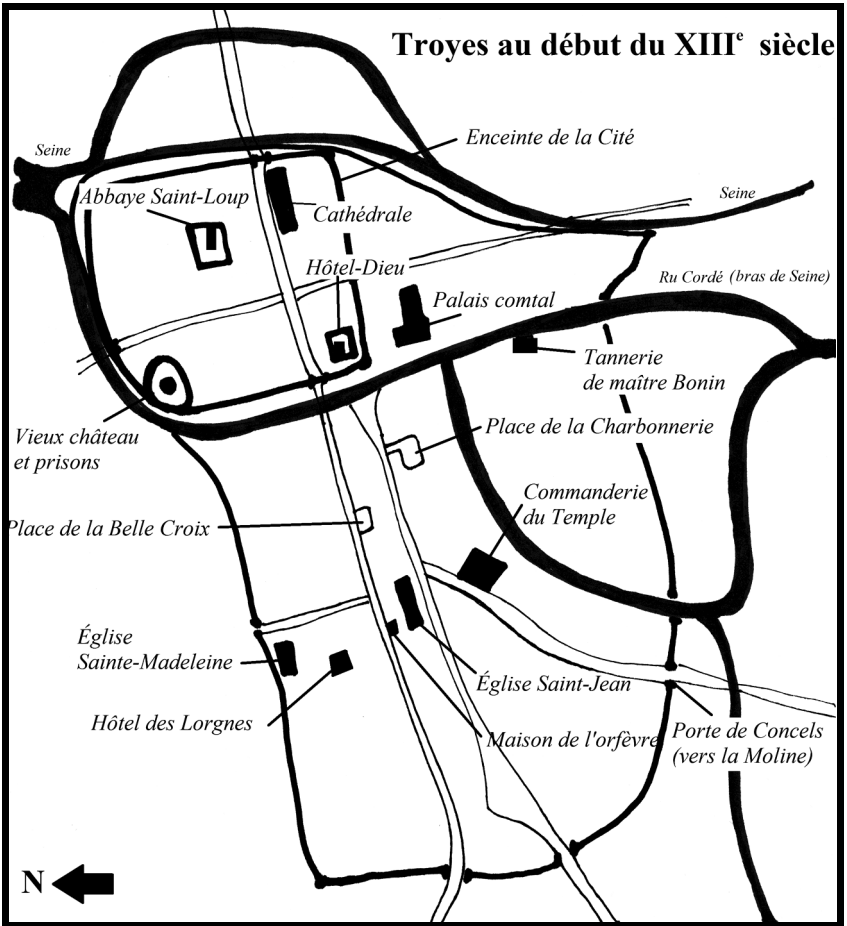 Troyes au début du XIIIe siècle
Enceinte de la Cité
Seine
Abbaye Saint-Loup
Cathédrale
Seine
Hôtel-Dieu
Ru Cordé (bras de Seine)
Palais comtal
Tannerie
de maître Bonin
Vieux château
et prisons
Place de la Charbonnerie
Commanderie
du Temple
Place de la Belle Croix
Église
Sainte-Madeleine
Église Saint-Jean
Hôtel des Lorgnes
Maison de l'orfèvre
Porte de Concels
(vers la Moline)
N